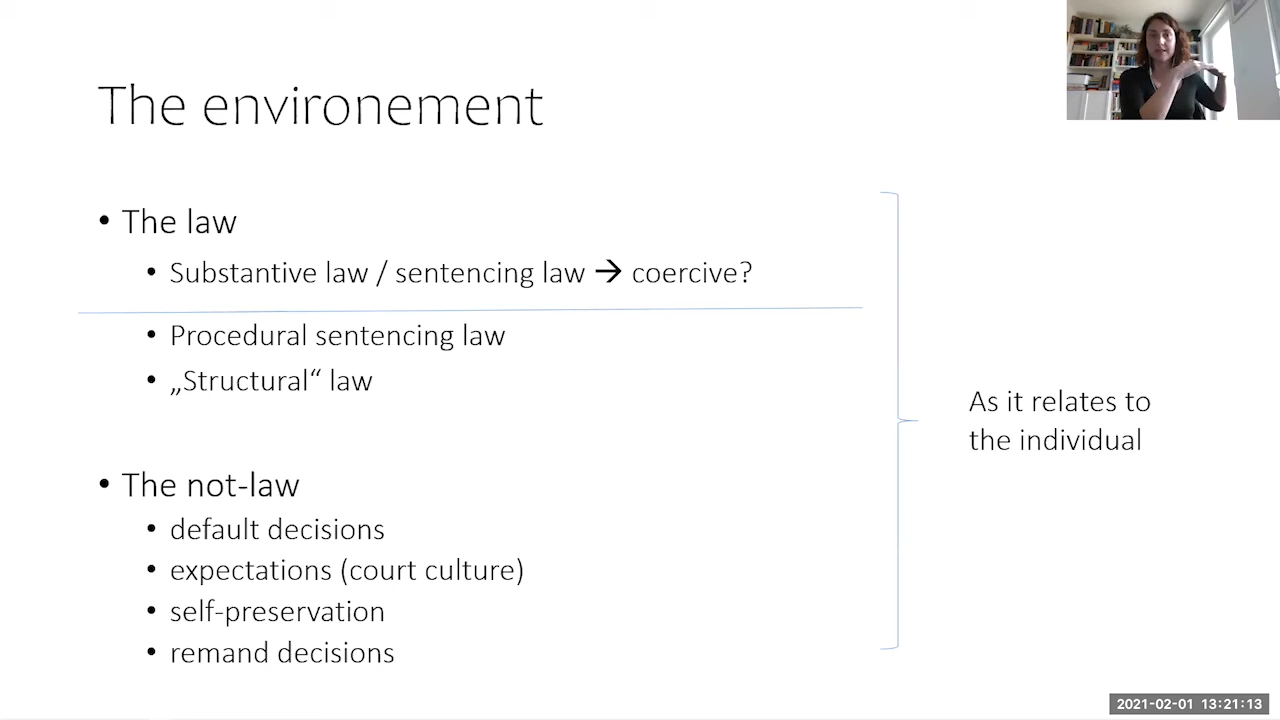 The environement
• The law
• Substantive law / sentencing law → coercive?
• Procedural sentencing law
• „Structural“ law
As it relates to
the individual
• The not-law
• default decisions
• expectations (court culture)
• self-preservation
• remand decisions
2021-02-01 13:21:13